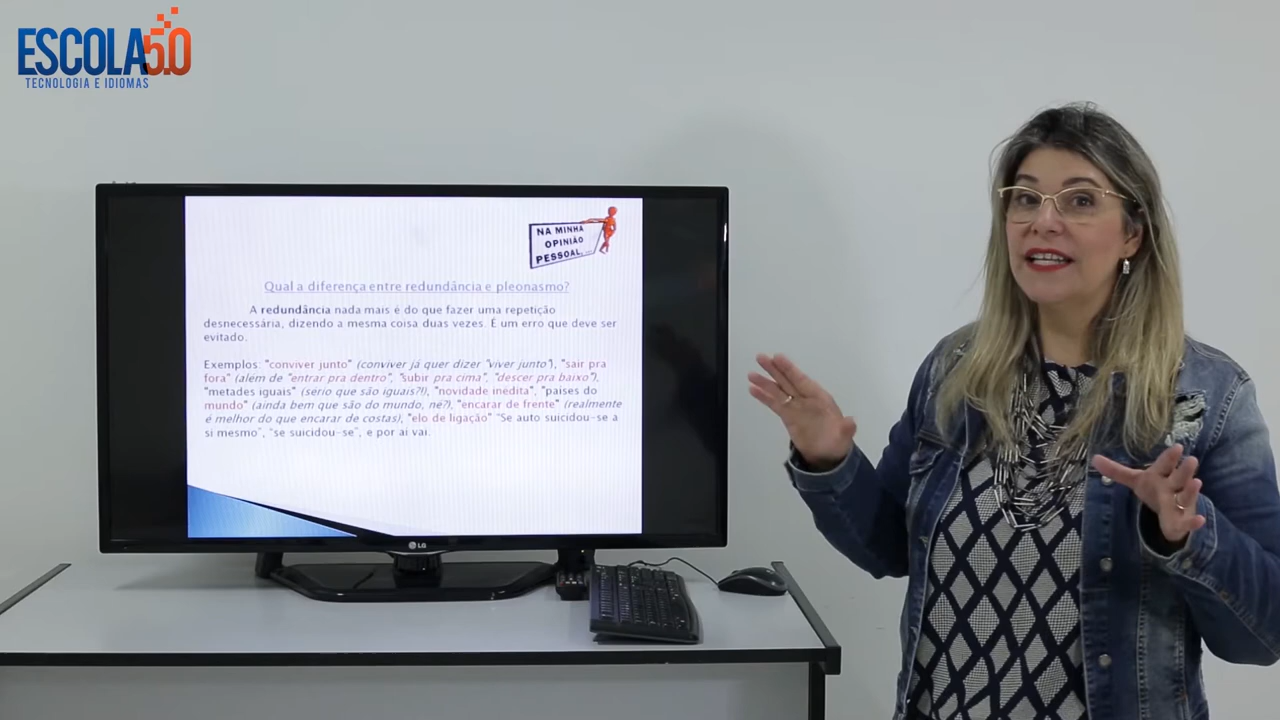 ESCOLA5.0
TECNOLOGIA E IDIOMAS
NA MINHA
OPINIÃO
PESSOAL...
Qual a diferença entre redundância e pleonasmo?
A redundância nada mais é do que fazer uma repetição
desnecessária, dizendo a mesma coisa duas vezes. É um erro que deve ser
evitado.
Exemplos: "conviver junto" (conviver já quer dizer "viver junto"), "sair pra
fora" (além de "entrar pra dentro", "subir pra cima", "descer pra baixo"),
"metades iguais" (sério que são iguais?!), "novidade inédita", "países do
mundo" (ainda bem que são do mundo, né?), "encarar de frente" (realmente
é melhor do que encarar de costas), "elo de ligação" "Se auto suicidou-se a
si mesmo", "se suicidou-se", e por aí vai.
LG